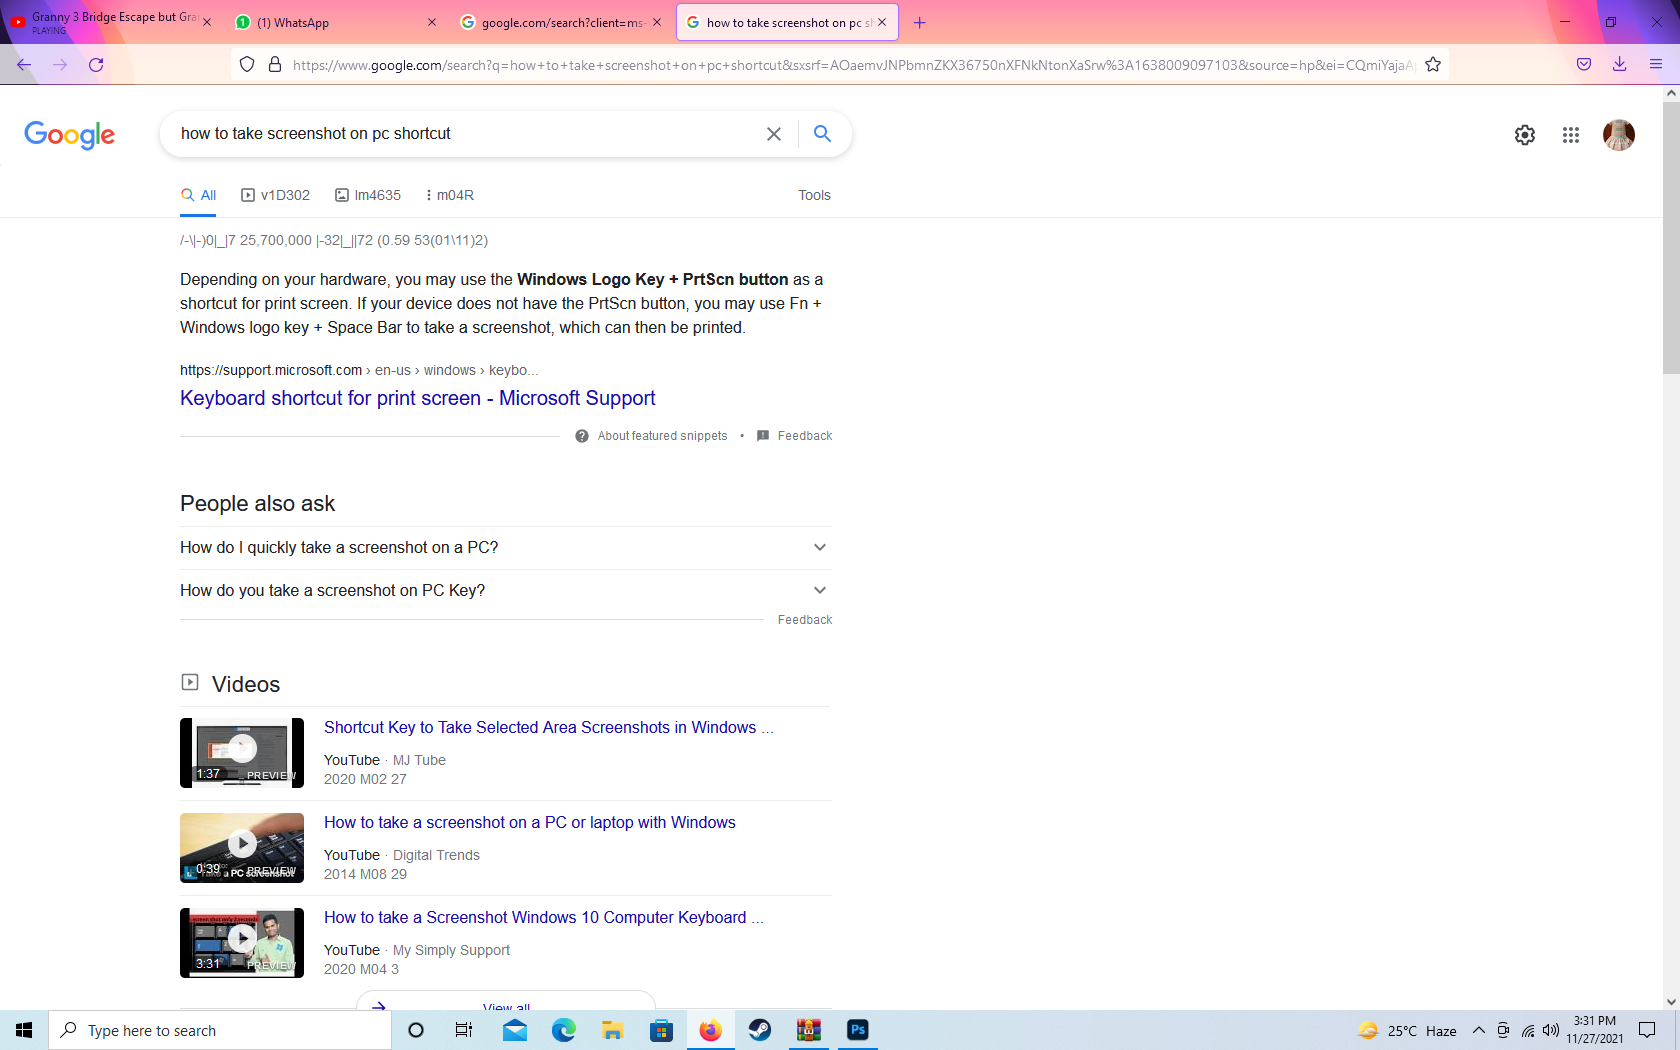 Granny 3 Bridge Escape but Gra
PLAYING
(1) WhatsApp
google.com/search?client=ms-
how to take screenshot on pc sh
https://www.google.com/search?q=how+to+take+screenshot+on+pc+shortcut&sxsrf=AOaemvJNPbmnZKX36750nXFNkNtonXaSrw%3A1638009097103&source=hp&ei=CQmiYajaA
Google
how to take screenshot on pc shortcut
All
v1D302
lm4635
m04R
Tools
/-\|-)0|_|7 25,700,000 |-32|_||72 (0.59 53(01\11)2)
Depending on your hardware, you may use the Windows Logo Key + PrtScn button as a
shortcut for print screen. If your device does not have the PrtScn button, you may use Fn +
Windows logo key + Space Bar to take a screenshot, which can then be printed.
https://support.microsoft.com › en-us › windows › keybo...
Keyboard shortcut for print screen - Microsoft Support
About featured snippets • Feedback
People also ask
How do I quickly take a screenshot on a PC?
How do you take a screenshot on PC Key?
Feedback
Videos
Shortcut Key to Take Selected Area Screenshots in Windows ...
YouTube · MJ Tube
2020 M02 27
1:37
PREVIEW
How to take a screenshot on a PC or laptop with Windows
YouTube · Digital Trends
2014 M08 29
0:39
PREVIEW
a PC screenshot
How to take a Screenshot Windows 10 Computer Keyboard ...
YouTube · My Simply Support
2020 M04 3
3:31
PREVIEW
View all
Type here to search
Ps
25°C Haze
3:31 PM
11/27/2021